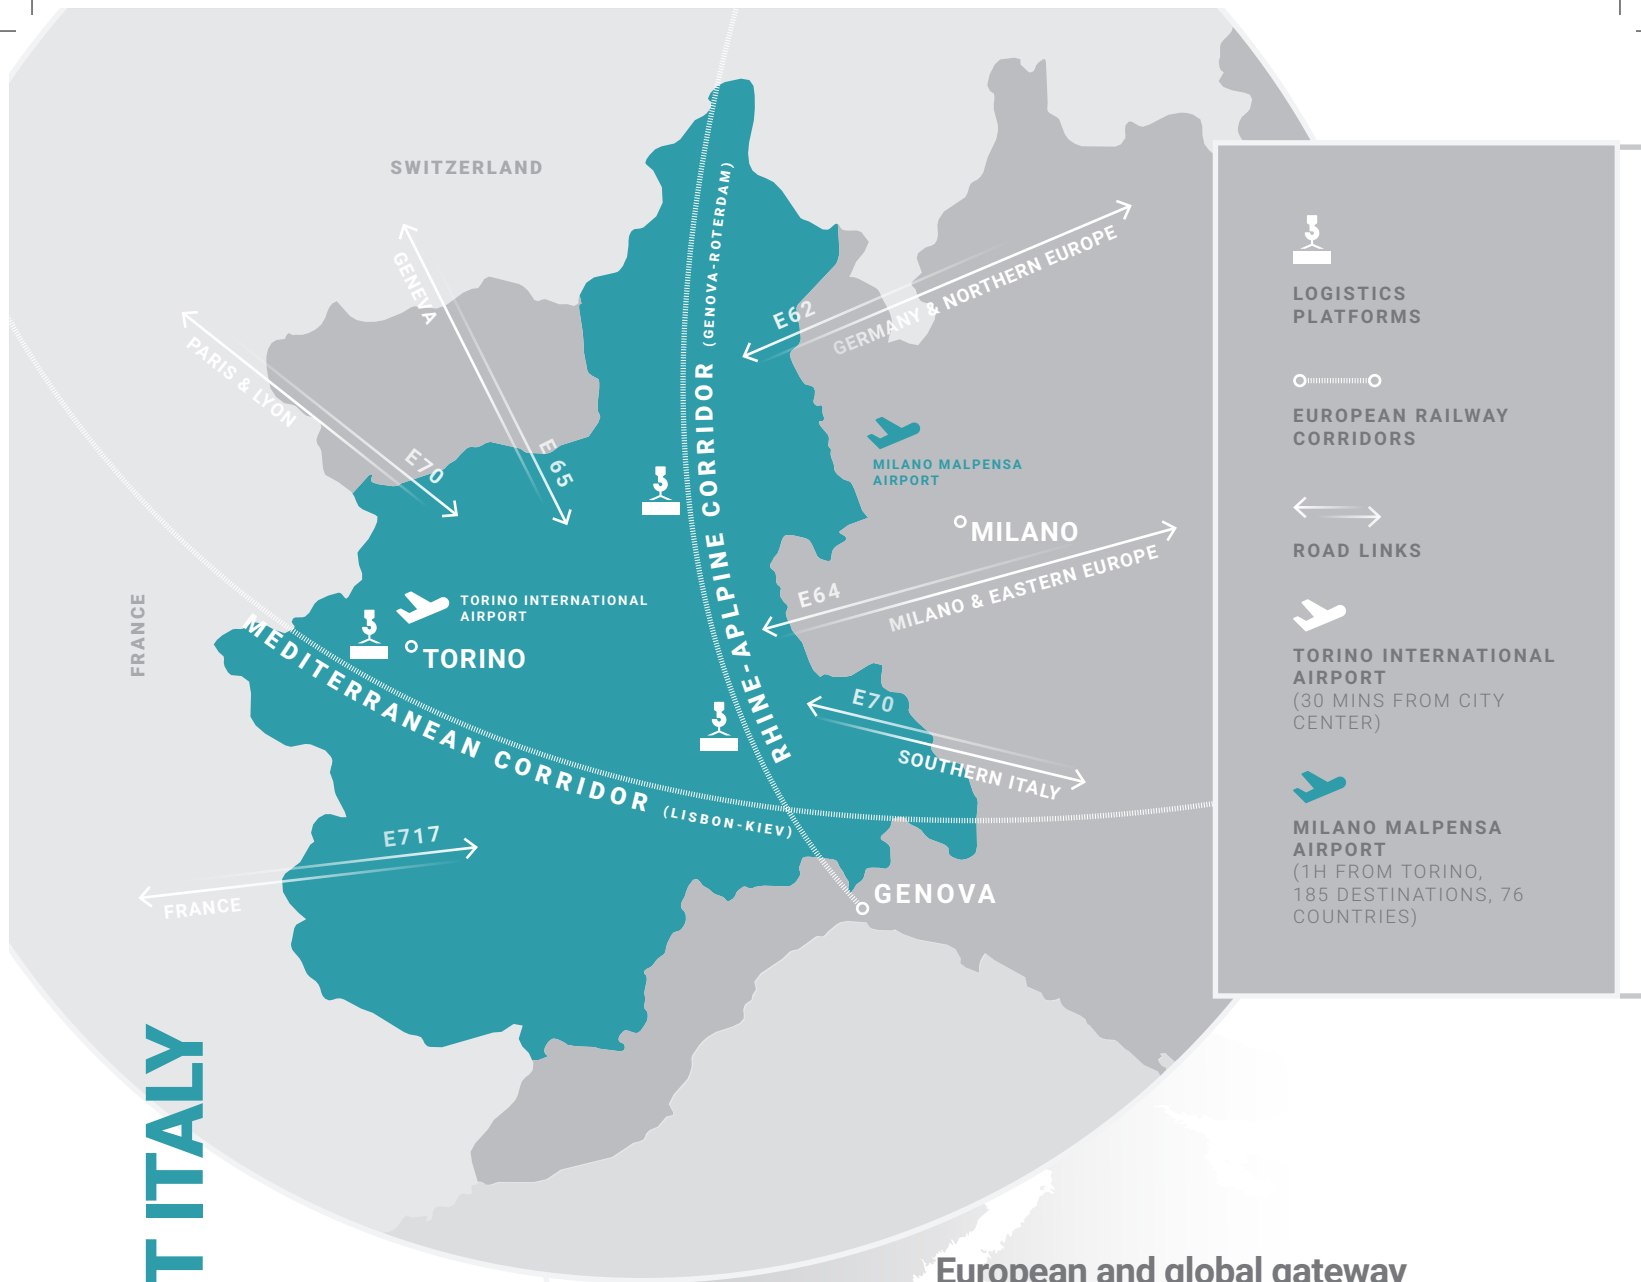 SWITZERLAND
GENEVA
PARIS & LYON
E70
E 65
(GENOVA-ROTERDAM)
RHINE-APLPINE CORRIDOR
E62
GERMANY & NORTHERN EUROPE
MILANO MALPENSA
AIRPORT
MILANO
E64
MILANO & EASTERN EUROPE
FRANCE
TORINO INTERNATIONAL
AIRPORT
TORINO
MEDITERRANEAN CORRIDOR (LISBON-KIEV)
E70
SOUTHERN ITALY
E717
FRANCE
GENOVA
LOGISTICS
PLATFORMS
EUROPEAN RAILWAY
CORRIDORS
ROAD LINKS
TORINO INTERNATIONAL
AIRPORT
(30 MINS FROM CITY
CENTER)
MILANO MALPENSA
AIRPORT
(1H FROM TORINO,
185 DESTINATIONS, 76
COUNTRIES)
T ITALY
European and global gateway